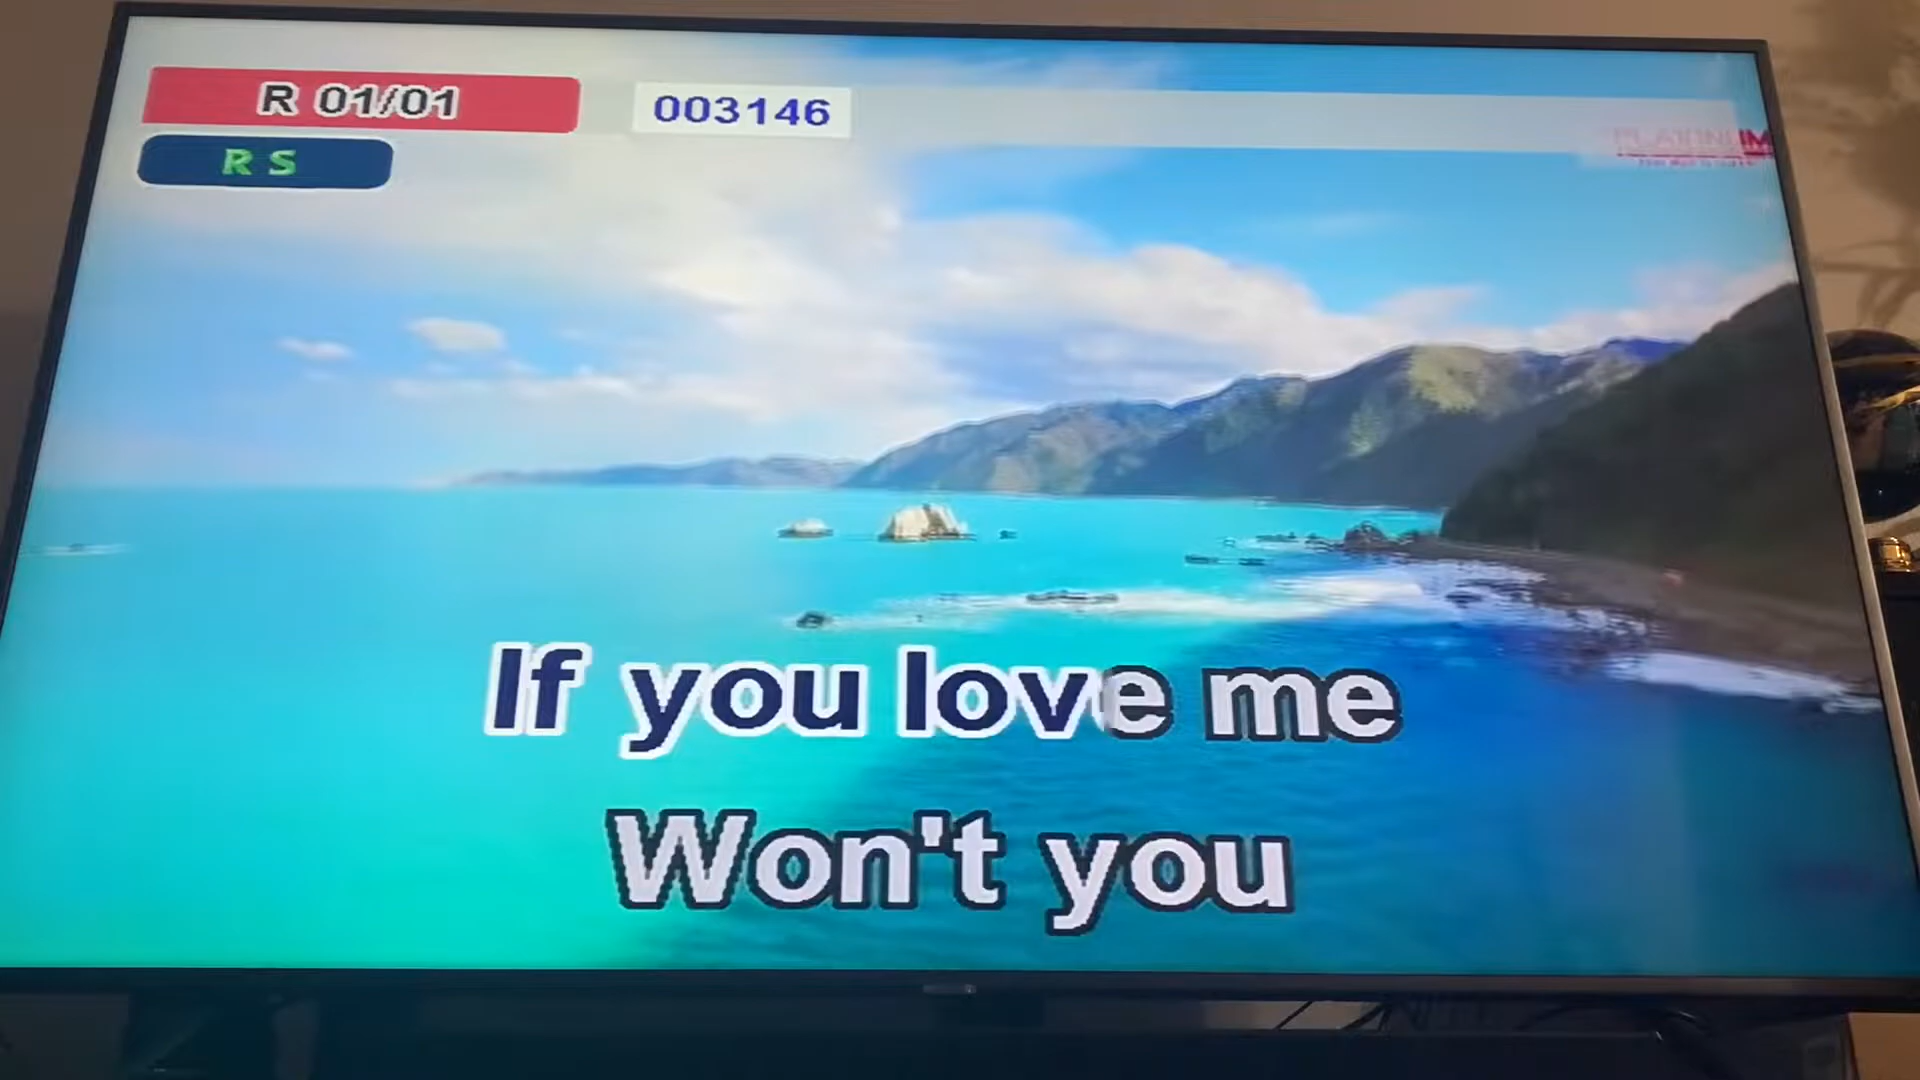 R 01/01
003146
R S
PLATINUM
If you love me
Won't you